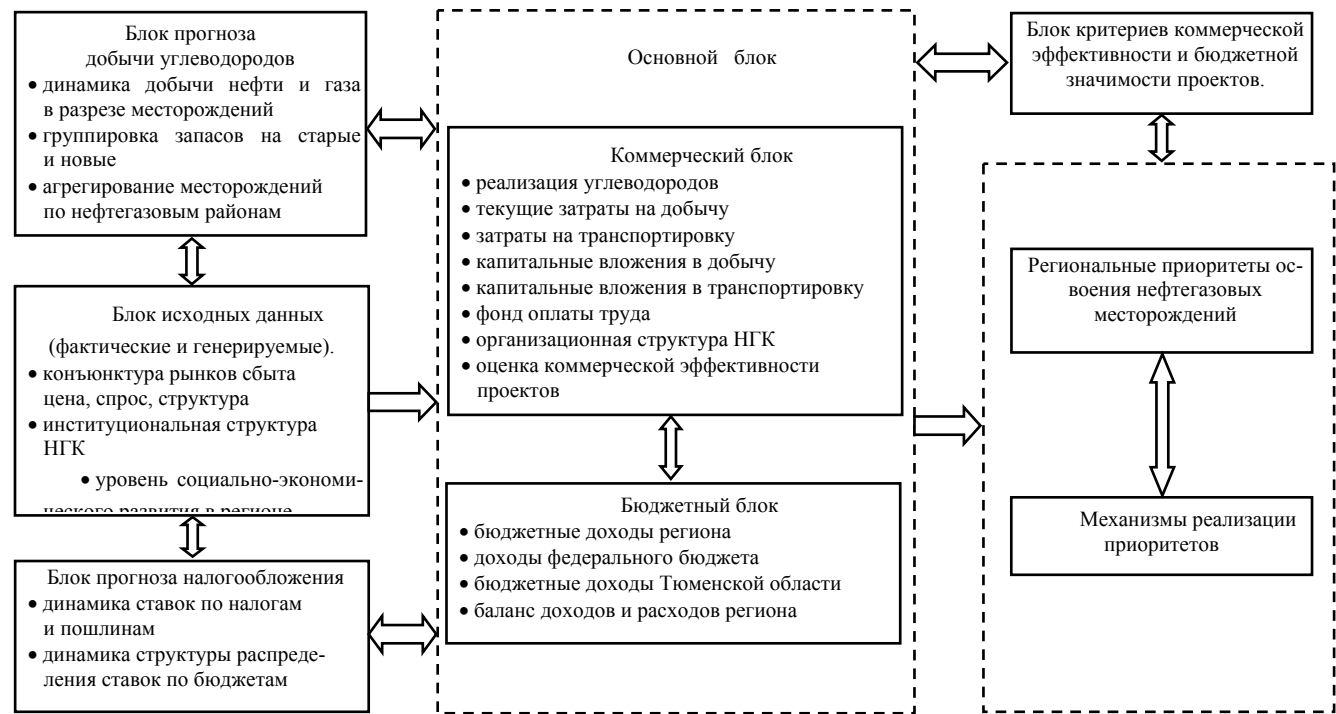 Блок прогноза
добычи углеводородов
• динамика добычи нефти и газа
в разрезе месторождений
• группировка запасов на старые
и новые
• агрегирование месторождений
по нефтегазовым районам
Блок исходных данных
(фактические и генерируемые).
• конъюнктура рынков сбыта
цена, спрос, структура
• институциональная структура
НГК
• уровень социально-экономи-
ческого развития в регионе
Блок прогноза налогообложения
• динамика ставок по налогам
и пошлинам
• динамика структуры распреде-
ления ставок по бюджетам
Основной блок
Коммерческий блок
• реализация углеводородов
• текущие затраты на добычу
• затраты на транспортировку
• капитальные вложения в добычу
• капитальные вложения в транспортировку
• фонд оплаты труда
• организационная структура НГК
• оценка коммерческой эффективности
проектов
Бюджетный блок
• бюджетные доходы региона
• доходы федерального бюджета
• бюджетные доходы Тюменской области
• баланс доходов и расходов региона
Блок критериев коммерческой
эффективности и бюджетной
значимости проектов.
Региональные приоритеты ос-
воения нефтегазовых
месторождений
Механизмы реализации
приоритетов